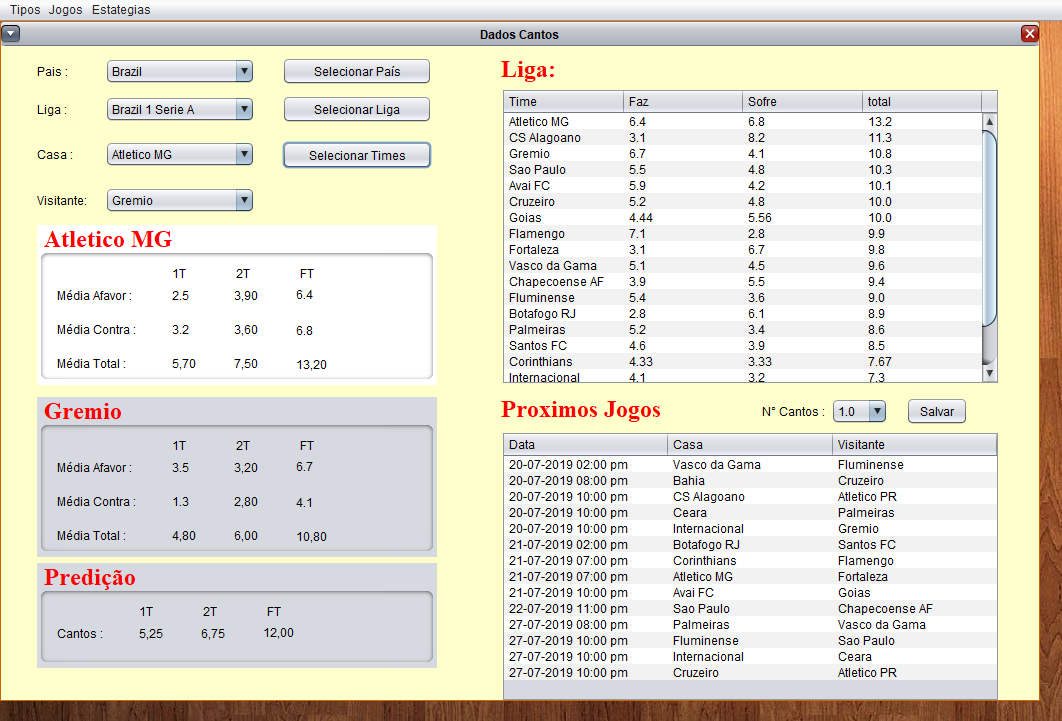 Tipos Jogos Estategias
Dados Cantos
Pais : Brazil Selecionar País
Liga : Brazil 1 Serie A Selecionar Liga
Casa : Atletico MG Selecionar Times
Visitante: Gremio
Atletico MG
1T 2T FT
Média Afavor : 2.5 3,90 6.4
Média Contra : 3.2 3,60 6.8
Média Total : 5,70 7,50 13,20
Gremio
1T 2T FT
Média Afavor : 3.5 3,20 6.7
Média Contra : 1.3 2,80 4.1
Média Total : 4,80 6,00 10,80
Predição
1T 2T FT
Cantos : 5,25 6,75 12,00
Liga:
Time Faz Sofre total
Atletico MG 6.4 6.8 13.2
CS Alagoano 3.1 8.2 11.3
Gremio 6.7 4.1 10.8
Sao Paulo 5.5 4.8 10.3
Avai FC 5.9 4.2 10.1
Cruzeiro 5.2 4.8 10.0
Goias 4.44 5.56 10.0
Flamengo 7.1 2.8 9.9
Fortaleza 3.1 6.7 9.8
Vasco da Gama 5.1 4.5 9.6
Chapecoense AF 3.9 5.5 9.4
Fluminense 5.4 3.6 9.0
Botafogo RJ 2.8 6.1 8.9
Palmeiras 5.2 3.4 8.6
Santos FC 4.6 3.9 8.5
Corinthians 4.33 3.33 7.67
Internacional 4.1 3.2 7.3
Proximos Jogos N° Cantos : 1.0 Salvar
Data Casa Visitante
20-07-2019 02:00 pm Vasco da Gama Fluminense
20-07-2019 08:00 pm Bahia Cruzeiro
20-07-2019 10:00 pm CS Alagoano Atletico PR
20-07-2019 10:00 pm Ceara Palmeiras
20-07-2019 10:00 pm Internacional Gremio
21-07-2019 02:00 pm Botafogo RJ Santos FC
21-07-2019 07:00 pm Corinthians Flamengo
21-07-2019 07:00 pm Atletico MG Fortaleza
21-07-2019 10:00 pm Avai FC Goias
22-07-2019 11:00 pm Sao Paulo Chapecoense AF
27-07-2019 08:00 pm Palmeiras Vasco da Gama
27-07-2019 10:00 pm Fluminense Sao Paulo
27-07-2019 10:00 pm Internacional Ceara
27-07-2019 10:00 pm Cruzeiro Atletico PR